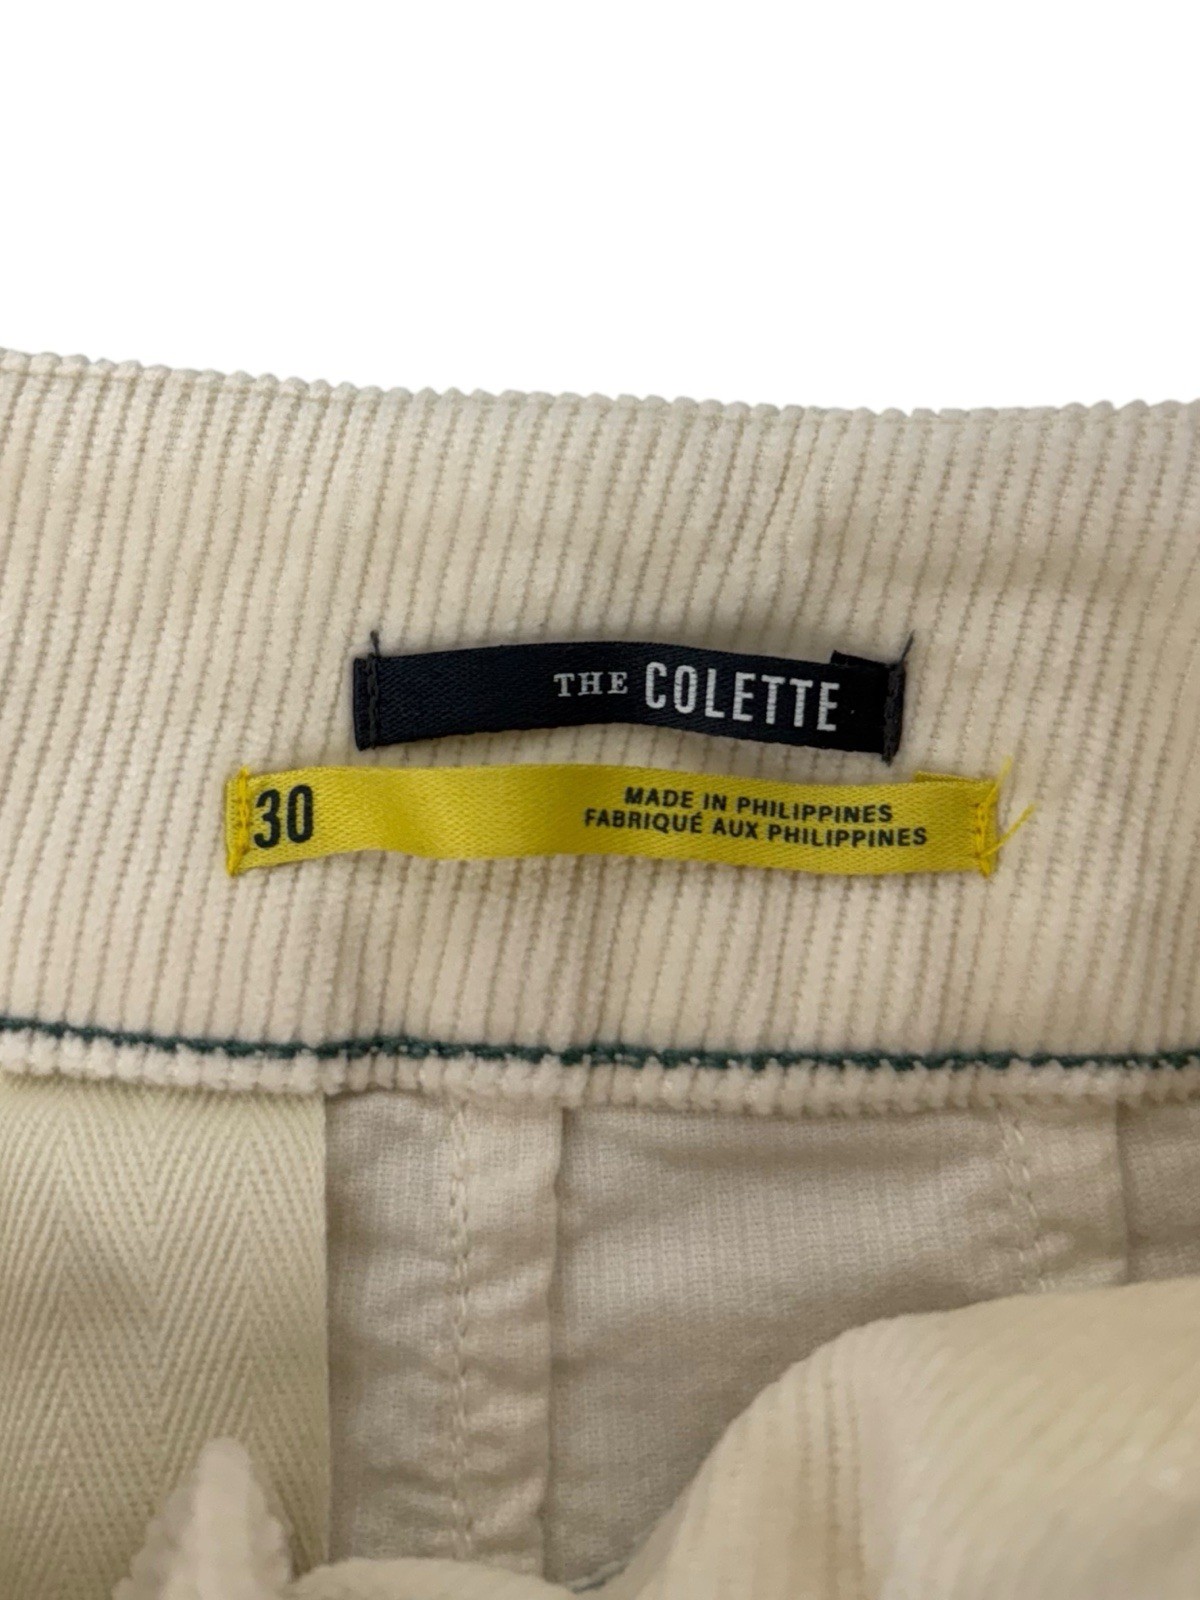 THE COLETTE
30
MADE IN PHILIPPINES
FABRIQUÉ AUX PHILIPPINES